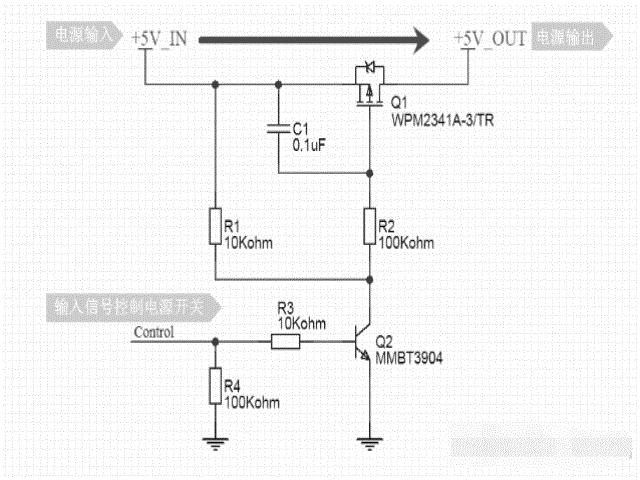 电源输入
+5V_IN
+5V_OUT
电源输出
Q1
WPM2341A-3/TR
C1
0.1uF
R1
10Kohm
R2
100Kohm
输入信号控制电源开关
Control
R3
10Kohm
Q2
MMBT3904
R4
100Kohm